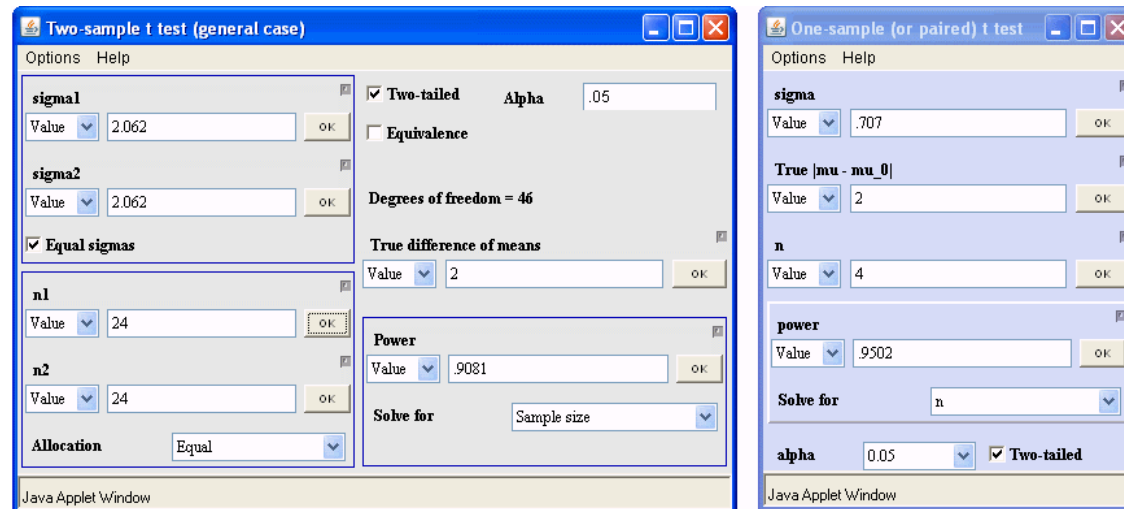 Two-sample t test (general case)
Options Help
sigma1
Value 2.062 OK
sigma2
Value 2.062 OK
Equal sigmas
n1
Value 24 OK
n2
Value 24 OK
Allocation Equal
Two-tailed Alpha .05
Equivalence
Degrees of freedom = 46
True difference of means
Value 2 OK
Power
Value .9081 OK
Solve for Sample size
Java Applet Window
One-sample (or paired) t test
Options Help
sigma
Value .707 OK
True |mu - mu_0|
Value 2 OK
n
Value 4 OK
power
Value .9502 OK
Solve for n
alpha 0.05 Two-tailed
Java Applet Window